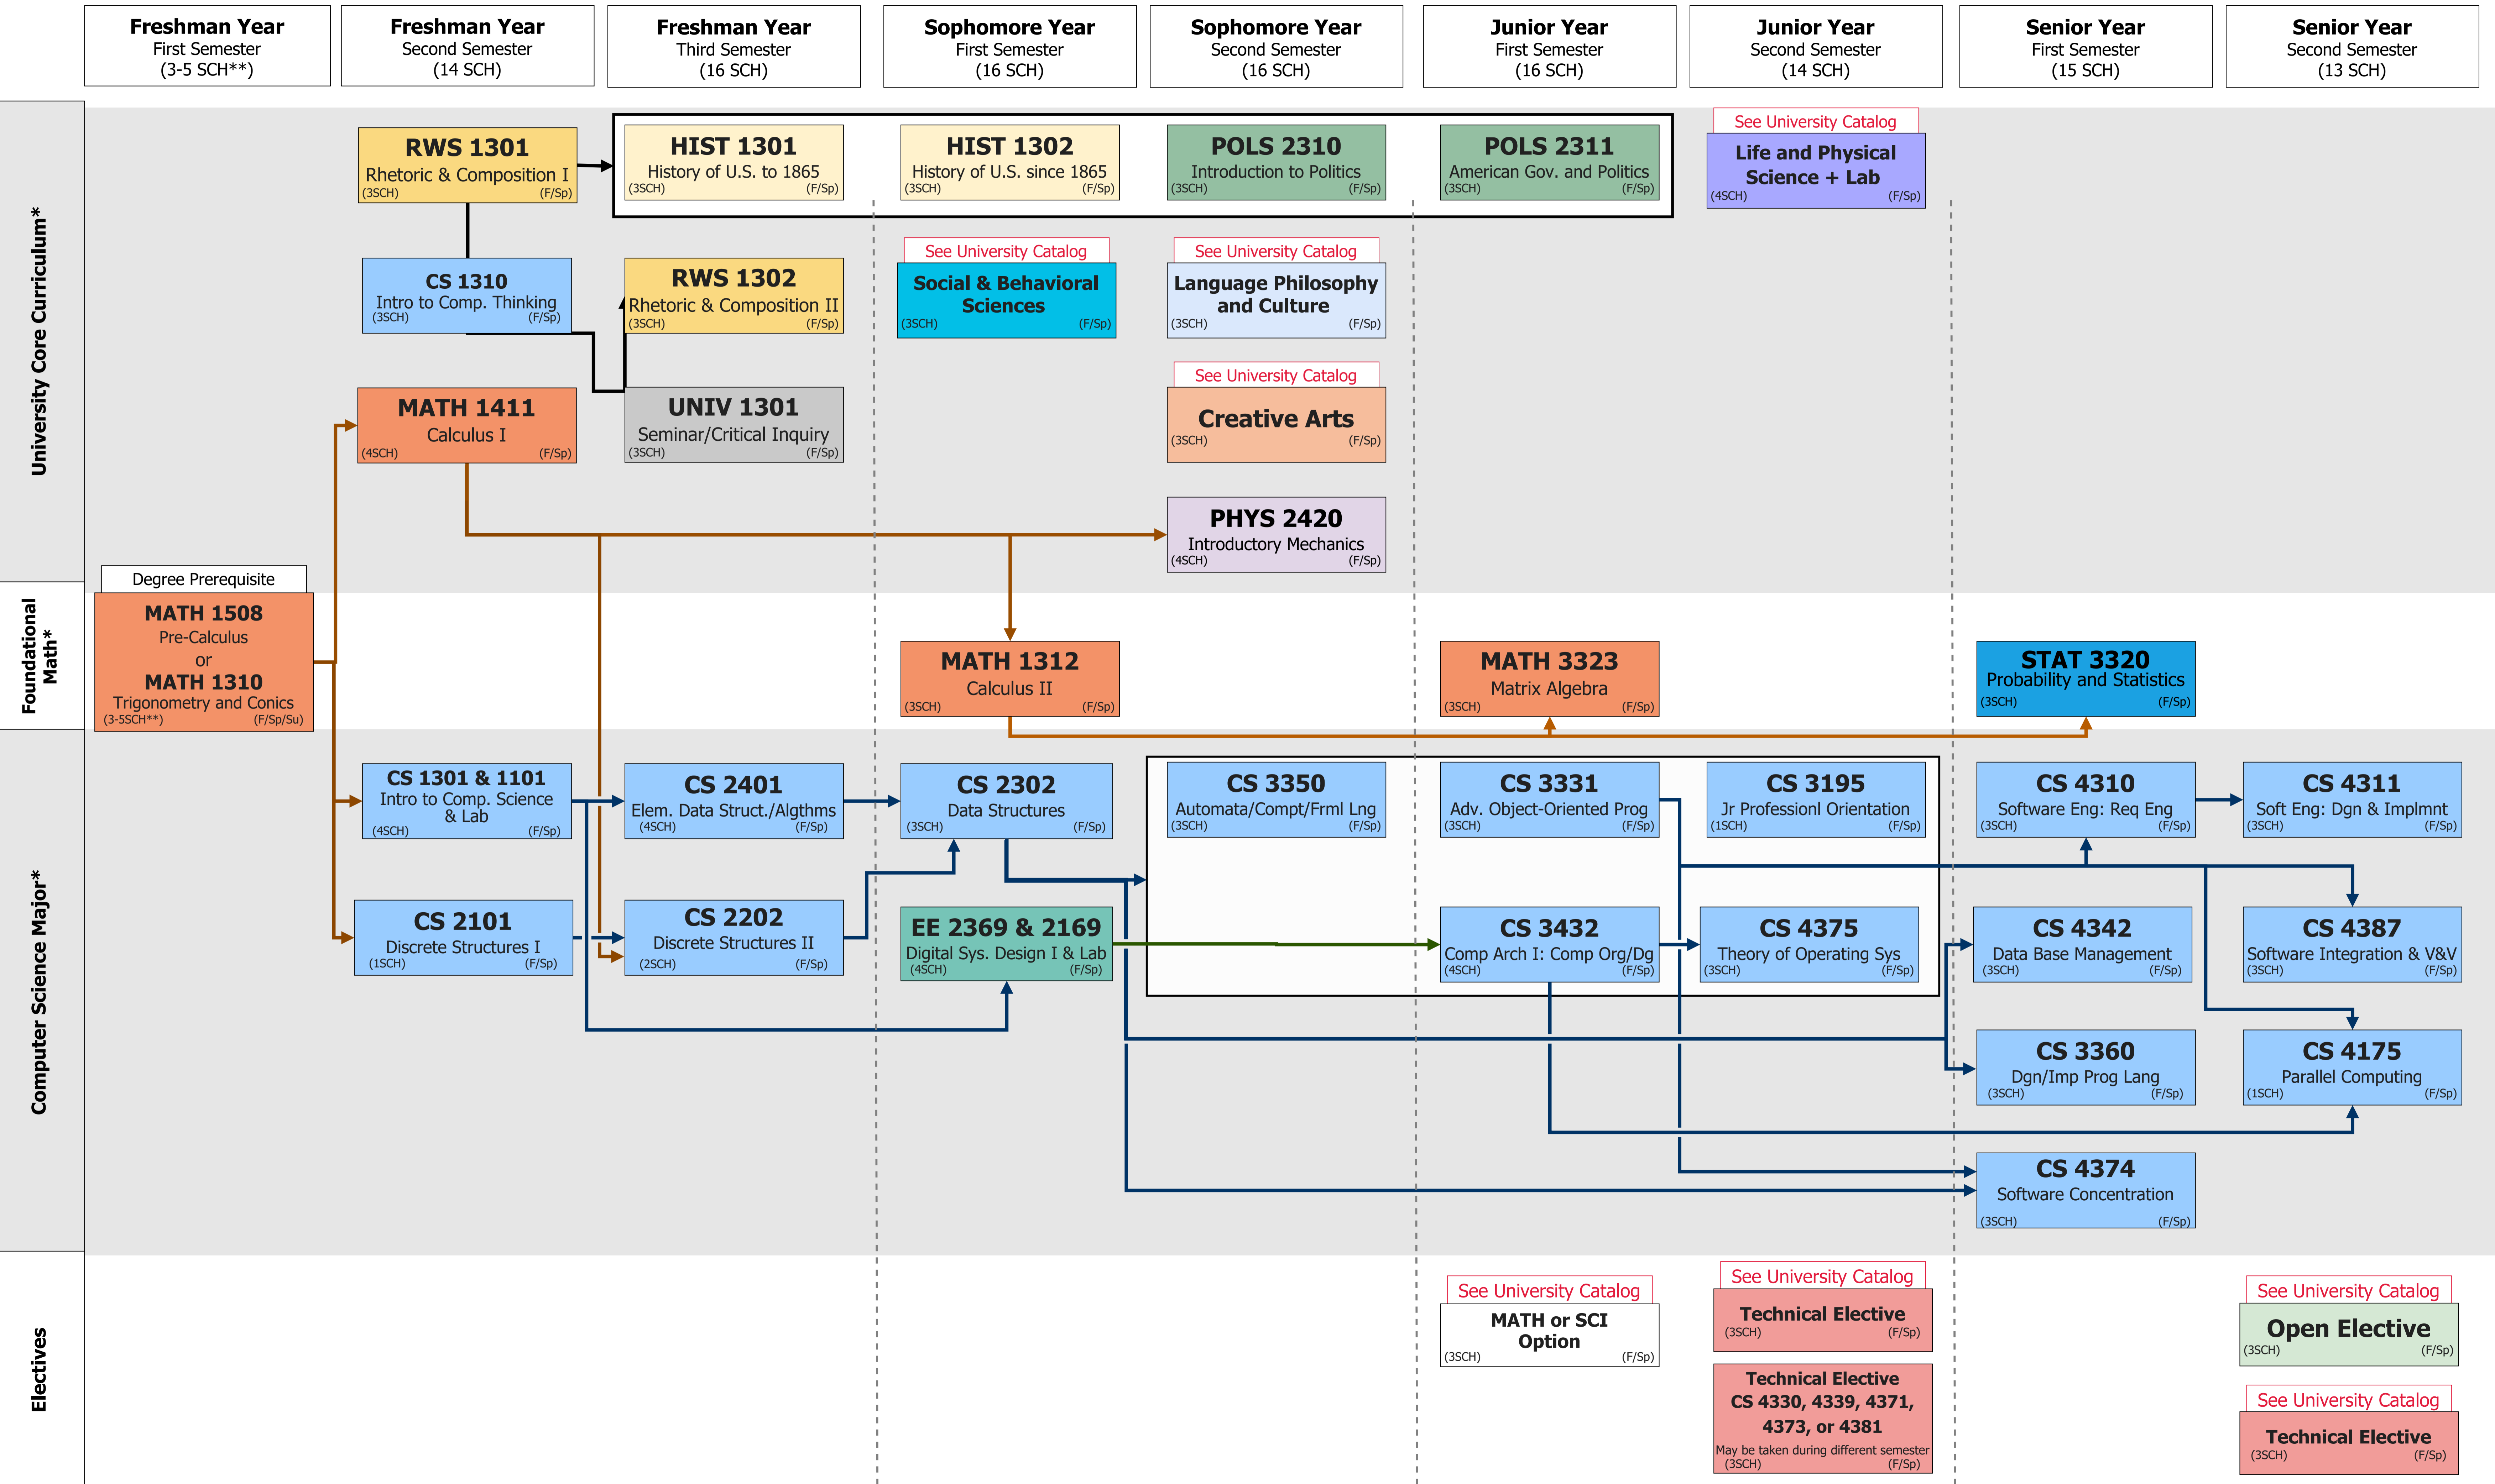 Freshman Year
First Semester
(3-5 SCH**)
Freshman Year
Second Semester
(14 SCH)
Freshman Year
Third Semester
(16 SCH)
Sophomore Year
First Semester
(16 SCH)
Sophomore Year
Second Semester
(16 SCH)
Junior Year
First Semester
(16 SCH)
Junior Year
Second Semester
(14 SCH)
Senior Year
First Semester
(15 SCH)
Senior Year
Second Semester
(13 SCH)
University Core Curriculum*
RWS 1301
Rhetoric & Composition I
(3SCH) (F/Sp)
HIST 1301
History of U.S. to 1865
(3SCH) (F/Sp)
HIST 1302
History of U.S. since 1865
(3SCH) (F/Sp)
POLS 2310
Introduction to Politics
(3SCH) (F/Sp)
POLS 2311
American Gov. and Politics
(3SCH) (F/Sp)
See University Catalog
Life and Physical
Science + Lab
(4SCH) (F/Sp)
CS 1310
Intro to Comp. Thinking
(3SCH) (F/Sp)
RWS 1302
Rhetoric & Composition II
(3SCH) (F/Sp)
See University Catalog
Social & Behavioral
Sciences
(3SCH) (F/Sp)
See University Catalog
Language Philosophy
and Culture
(3SCH) (F/Sp)
MATH 1411
Calculus I
(4SCH) (F/Sp)
UNIV 1301
Seminar/Critical Inquiry
(3SCH) (F/Sp)
See University Catalog
Creative Arts
(3SCH) (F/Sp)
PHYS 2420
Introductory Mechanics
(4SCH) (F/Sp)
Foundational
Math*
Degree Prerequisite
MATH 1508
Pre-Calculus
or
MATH 1310
Trigonometry and Conics
(3-5SCH**) (F/Sp/Su)
MATH 1312
Calculus II
(3SCH) (F/Sp)
MATH 3323
Matrix Algebra
(3SCH) (F/Sp)
STAT 3320
Probability and Statistics
(3SCH) (F/Sp)
Computer Science Major*
CS 1301 & 1101
Intro to Comp. Science
& Lab
(4SCH) (F/Sp)
CS 2401
Elem. Data Struct./Algthms
(4SCH) (F/Sp)
CS 2302
Data Structures
(3SCH) (F/Sp)
CS 3350
Automata/Compt/Frml Lng
(3SCH) (F/Sp)
CS 3331
Adv. Object-Oriented Prog
(3SCH) (F/Sp)
CS 3195
Jr Professionl Orientation
(1SCH) (F/Sp)
CS 4310
Software Eng: Req Eng
(3SCH) (F/Sp)
CS 4311
Soft Eng: Dgn & Implmnt
(3SCH) (F/Sp)
CS 2101
Discrete Structures I
(1SCH) (F/Sp)
CS 2202
Discrete Structures II
(2SCH) (F/Sp)
EE 2369 & 2169
Digital Sys. Design I & Lab
(4SCH) (F/Sp)
CS 3432
Comp Arch I: Comp Org/Dg
(4SCH) (F/Sp)
CS 4375
Theory of Operating Sys
(3SCH) (F/Sp)
CS 4342
Data Base Management
(3SCH) (F/Sp)
CS 4387
Software Integration & V&V
(3SCH) (F/Sp)
CS 3360
Dgn/Imp Prog Lang
(3SCH) (F/Sp)
CS 4175
Parallel Computing
(1SCH) (F/Sp)
CS 4374
Software Concentration
(3SCH) (F/Sp)
Electives
See University Catalog
MATH or SCI
Option
(3SCH) (F/Sp)
See University Catalog
Technical Elective
(3SCH) (F/Sp)
Technical Elective
CS 4330, 4339, 4371,
4373, or 4381
May be taken during different semester
(3SCH) (F/Sp)
See University Catalog
Open Elective
(3SCH) (F/Sp)
See University Catalog
Technical Elective
(3SCH) (F/Sp)